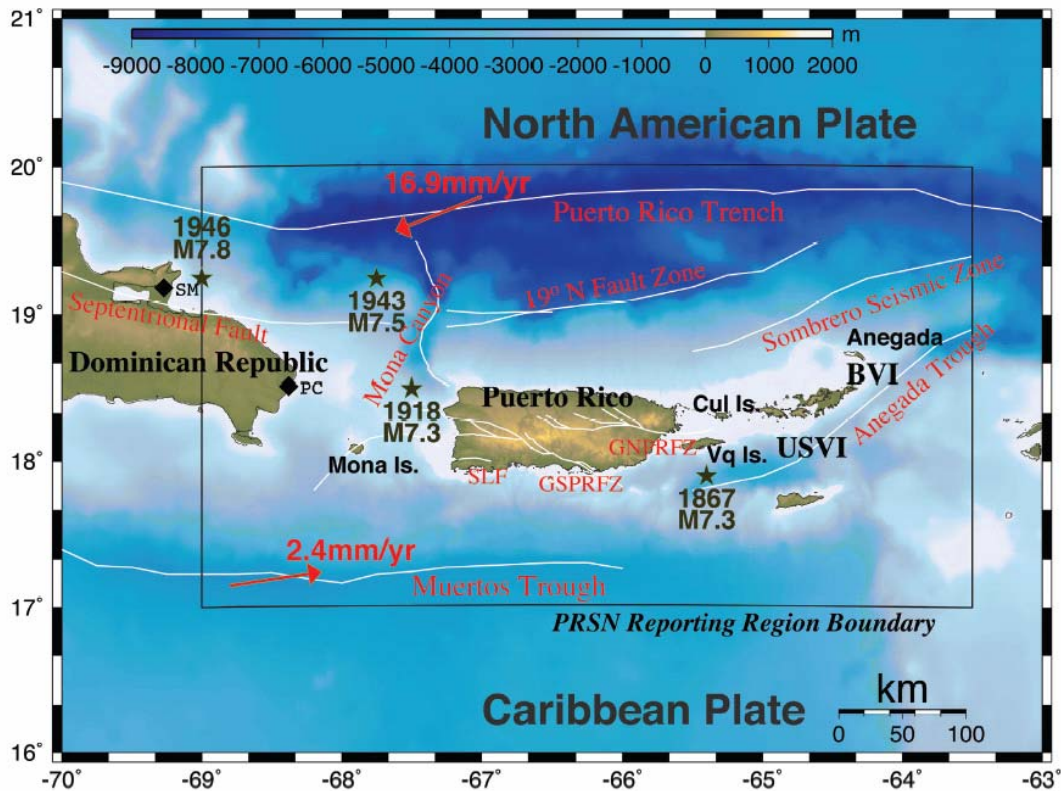 21°
m
-9000 -8000 -7000 -6000 -5000 -4000 -3000 -2000 -1000 0 1000 2000
North American Plate
20°
16.9mm/yr
Puerto Rico Trench
1946
M7.8
SM
1943
M7.5
19° N Fault Zone
Sombrero Seismic Zone
19°
Septentrional Fault
Mona Canyon
Anegada
Dominican Republic
BVI
PC
Puerto Rico
Cul Is.
Anegada Trough
1918
M7.3
GNPRFZ
USVI
18°
Mona Is.
SLF
GSPRFZ
Vq Is.
1867
M7.3
2.4mm/yr
Muertos Trough
17°
PRSN Reporting Region Boundary
km
Caribbean Plate
0 50 100
16°
-70° -69° -68° -67° -66° -65° -64° -63°